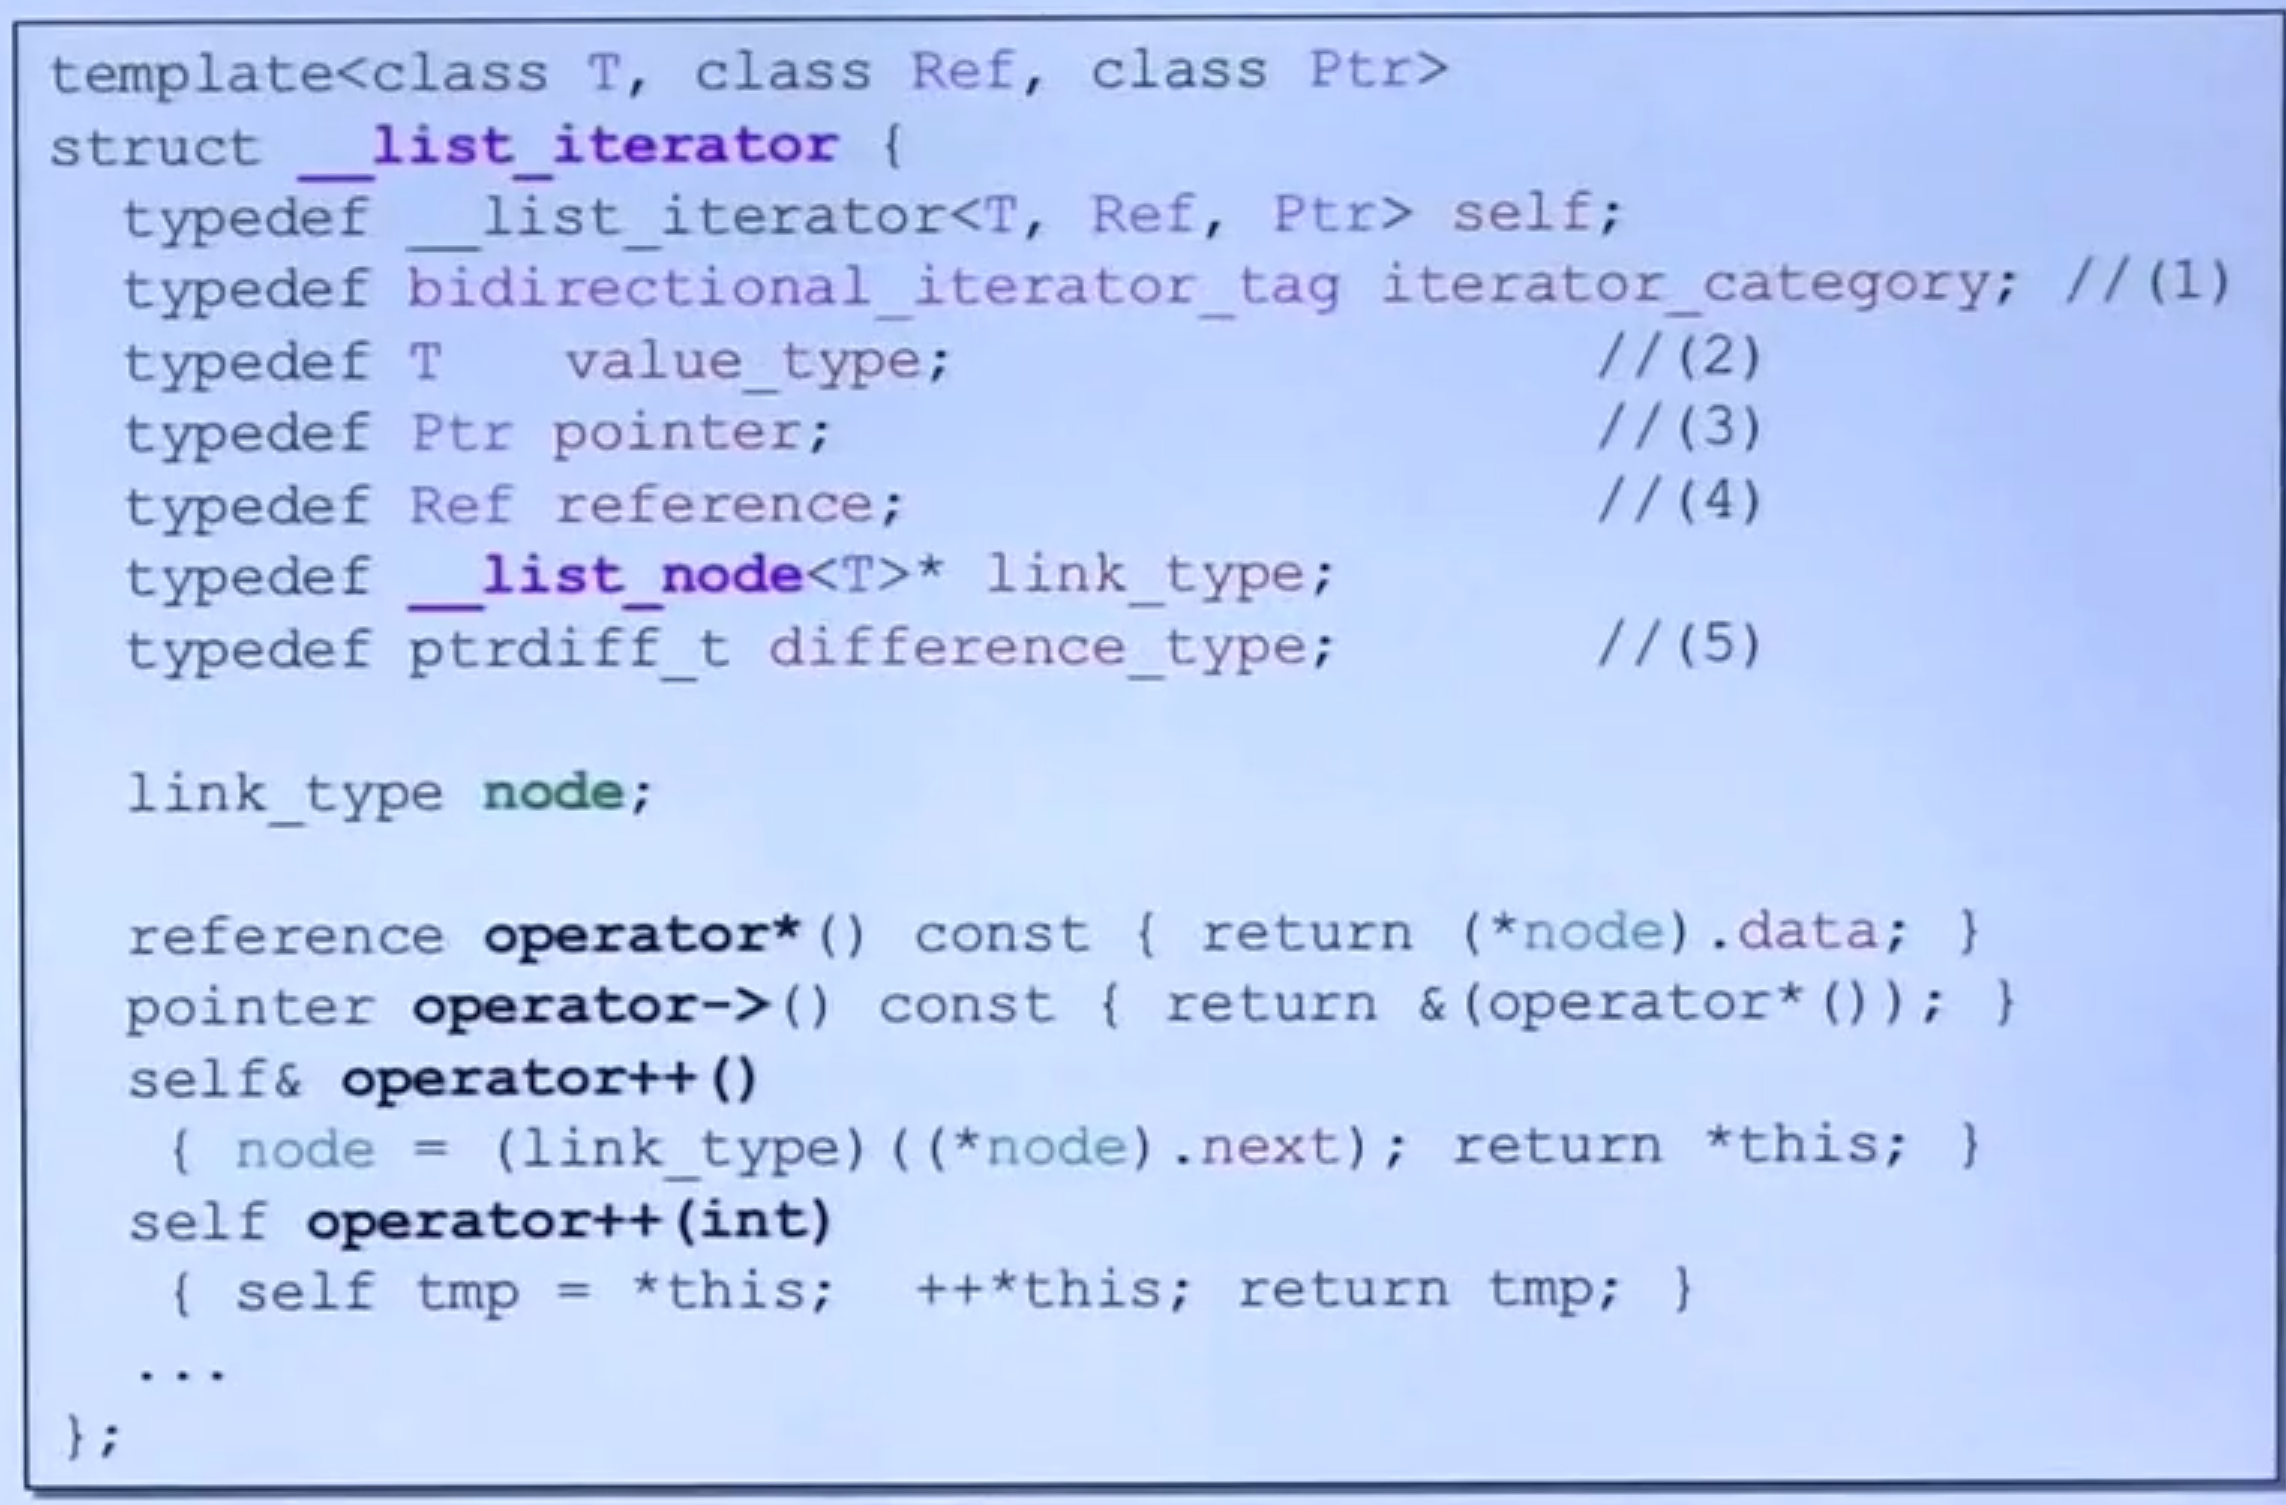 template<class T, class Ref, class Ptr>
struct __list_iterator {
  typedef __list_iterator<T, Ref, Ptr> self;
  typedef bidirectional_iterator_tag iterator_category; //(1)
  typedef T   value_type;                //(2)
  typedef Ptr pointer;                   //(3)
  typedef Ref reference;                 //(4)
  typedef __list_node<T>* link_type;
  typedef ptrdiff_t difference_type;     //(5)
  link_type node;
  reference operator*() const { return (*node).data; }
  pointer operator->() const { return &(operator*()); }
  self& operator++()
   { node = (link_type)((*node).next); return *this; }
  self operator++(int)
   { self tmp = *this;  ++*this; return tmp; }
  ...
};